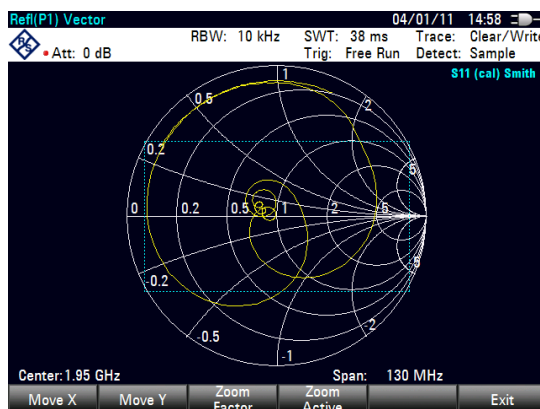 Refl(P1) Vector 04/01/11 14:58
RBW: 10 kHz SWT: 38 ms Trace: Clear/Write
• Att: 0 dB Trig: Free Run Detect: Sample
S11 (cal) Smith
1
0.5 2
0.2 5
0 0.2 0.5 1 2 5
-0.2 -5
-0.5 -2
-1
Center: 1.95 GHz Span: 130 MHz
Move X Move Y Zoom Factor Zoom Active Exit